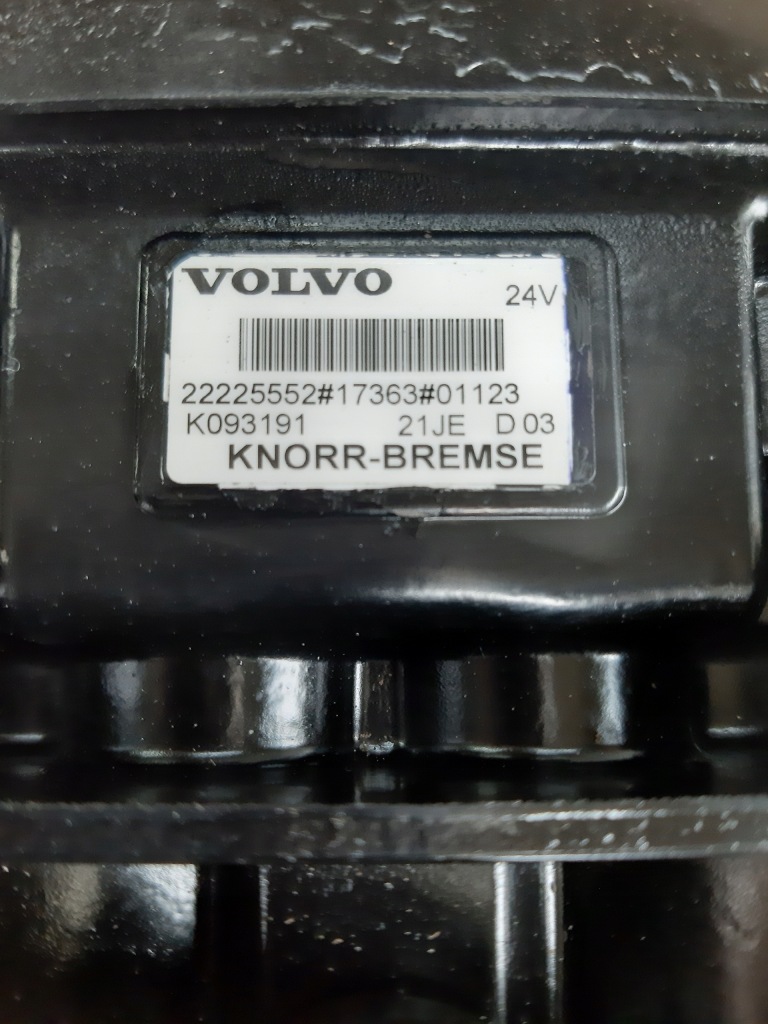 VOLVO
24V
22225552#17363#01123
K093191 21JE D 03
KNORR-BREMSE